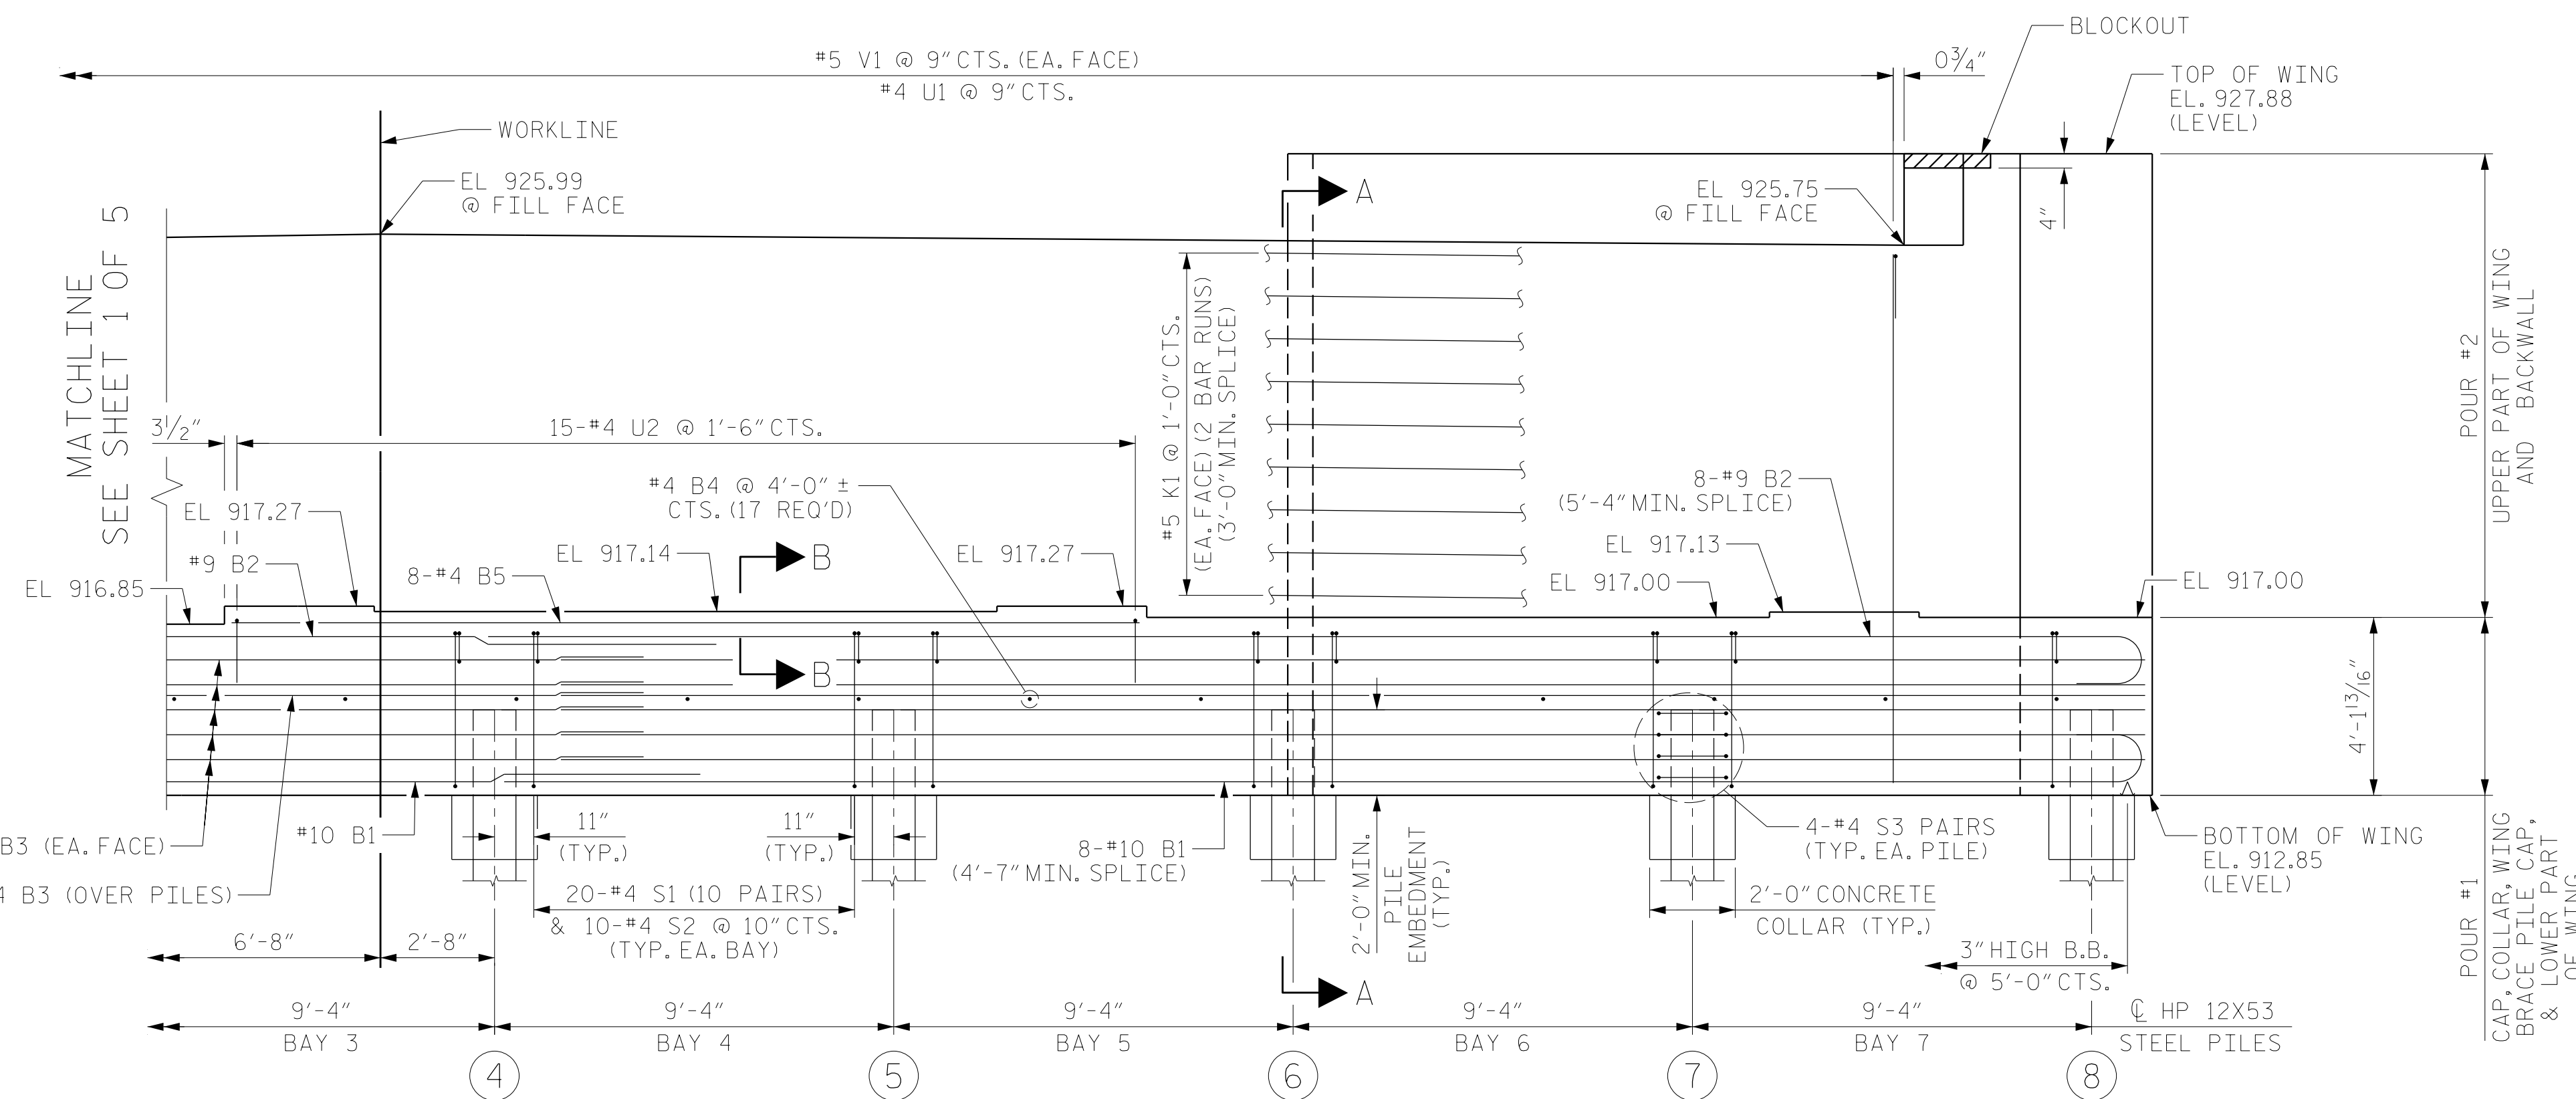 BLOCKOUT
#5 V1 @ 9" CTS. (EA. FACE)
#4 U1 @ 9" CTS.
0 3/4"
TOP OF WING
EL. 927.88
(LEVEL)
WORKLINE
EL 925.99
@ FILL FACE
A
EL 925.75
@ FILL FACE
4"
MATCHLINE
SEE SHEET 1 OF 5
#5 K1 @ 1'-0" CTS.
(EA. FACE) (2 BAR RUNS)
(3'-0" MIN. SPLICE)
POUR #2
UPPER PART OF WING
AND BACKWALL
3 1/2"
15-#4 U2 @ 1'-6" CTS.
#4 B4 @ 4'-0" ±
CTS. (17 REQ'D)
8-#9 B2
(5'-4" MIN. SPLICE)
EL 917.27
#9 B2
8-#4 B5
EL 917.14
B
EL 917.27
EL 917.13
EL 917.00
EL 917.00
EL 916.85
B
4'-1 13/16"
B3 (EA. FACE)
4 B3 (OVER PILES)
#10 B1
11"
(TYP.)
11"
(TYP.)
8-#10 B1
(4'-7" MIN. SPLICE)
2'-0" MIN.
PILE
EMBEDMENT
(TYP.)
4-#4 S3 PAIRS
(TYP. EA. PILE)
BOTTOM OF WING
EL. 912.85
(LEVEL)
20-#4 S1 (10 PAIRS)
& 10-#4 S2 @ 10" CTS.
(TYP. EA. BAY)
2'-0" CONCRETE
COLLAR (TYP.)
6'-8"
2'-8"
3" HIGH B.B.
@ 5'-0" CTS.
A
POUR #1
CAP, COLLAR, WING
BRACE PILE CAP,
& LOWER PART
OF WING
9'-4"
BAY 3
9'-4"
BAY 4
9'-4"
BAY 5
9'-4"
BAY 6
9'-4"
BAY 7
℄ HP 12X53
STEEL PILES
4
5
6
7
8